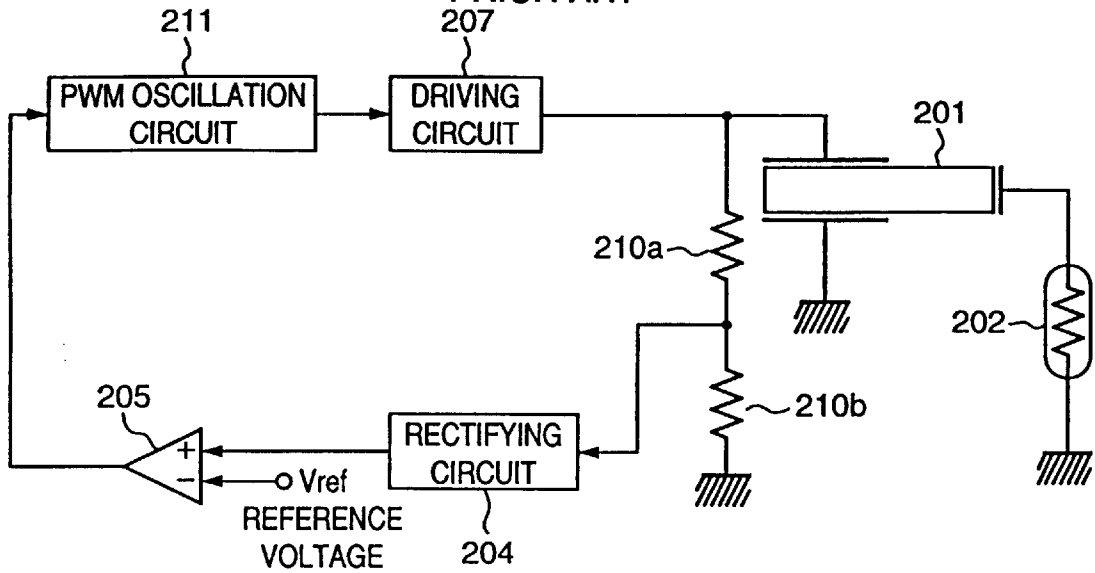 211
207
PWM OSCILLATION
CIRCUIT
DRIVING
CIRCUIT
201
210a
202
210b
205
+
−
Vref
REFERENCE
VOLTAGE
RECTIFYING
CIRCUIT
204